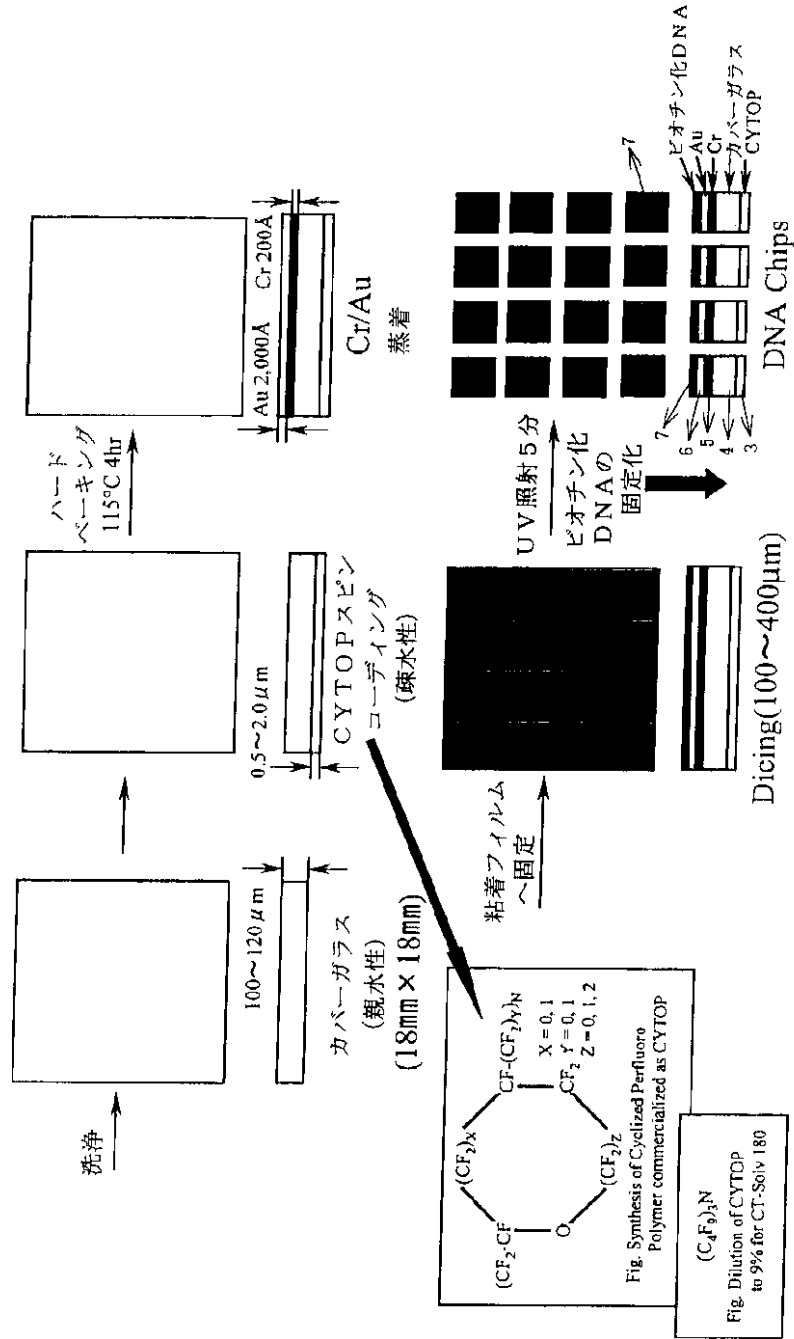 洗浄
100～120μm
カバーガラス
(親水性)
(18mm×18mm)
0.5～2.0μm
CYTOPスピン
コーディング
(疎水性)
ハード
ベーキング
115°C 4hr
Au 2,000Å
Cr 200Å
Cr/Au
蒸着
(CF₂-CF
(CF₂)X
CF-(CF₂)Y)N
CF₂
(CF₂)Z
O
X = 0, 1
Y = 0, 1
Z = 0, 1, 2
Fig. Synthesis of Cyclized Perfluoro
Polymer commercialized as CYTOP
(C₄F₉)₃N
Fig. Dilution of CYTOP
to 9% for CT-Solv 180
粘着フィルム
へ固定
Dicing(100～400μm)
UV照射5分
ビオチン化
DNAの
固定化
7
7
6
5
4
3
ビオチン化DNA
Au
Cr
カバーガラス
CYTOP
DNA Chips